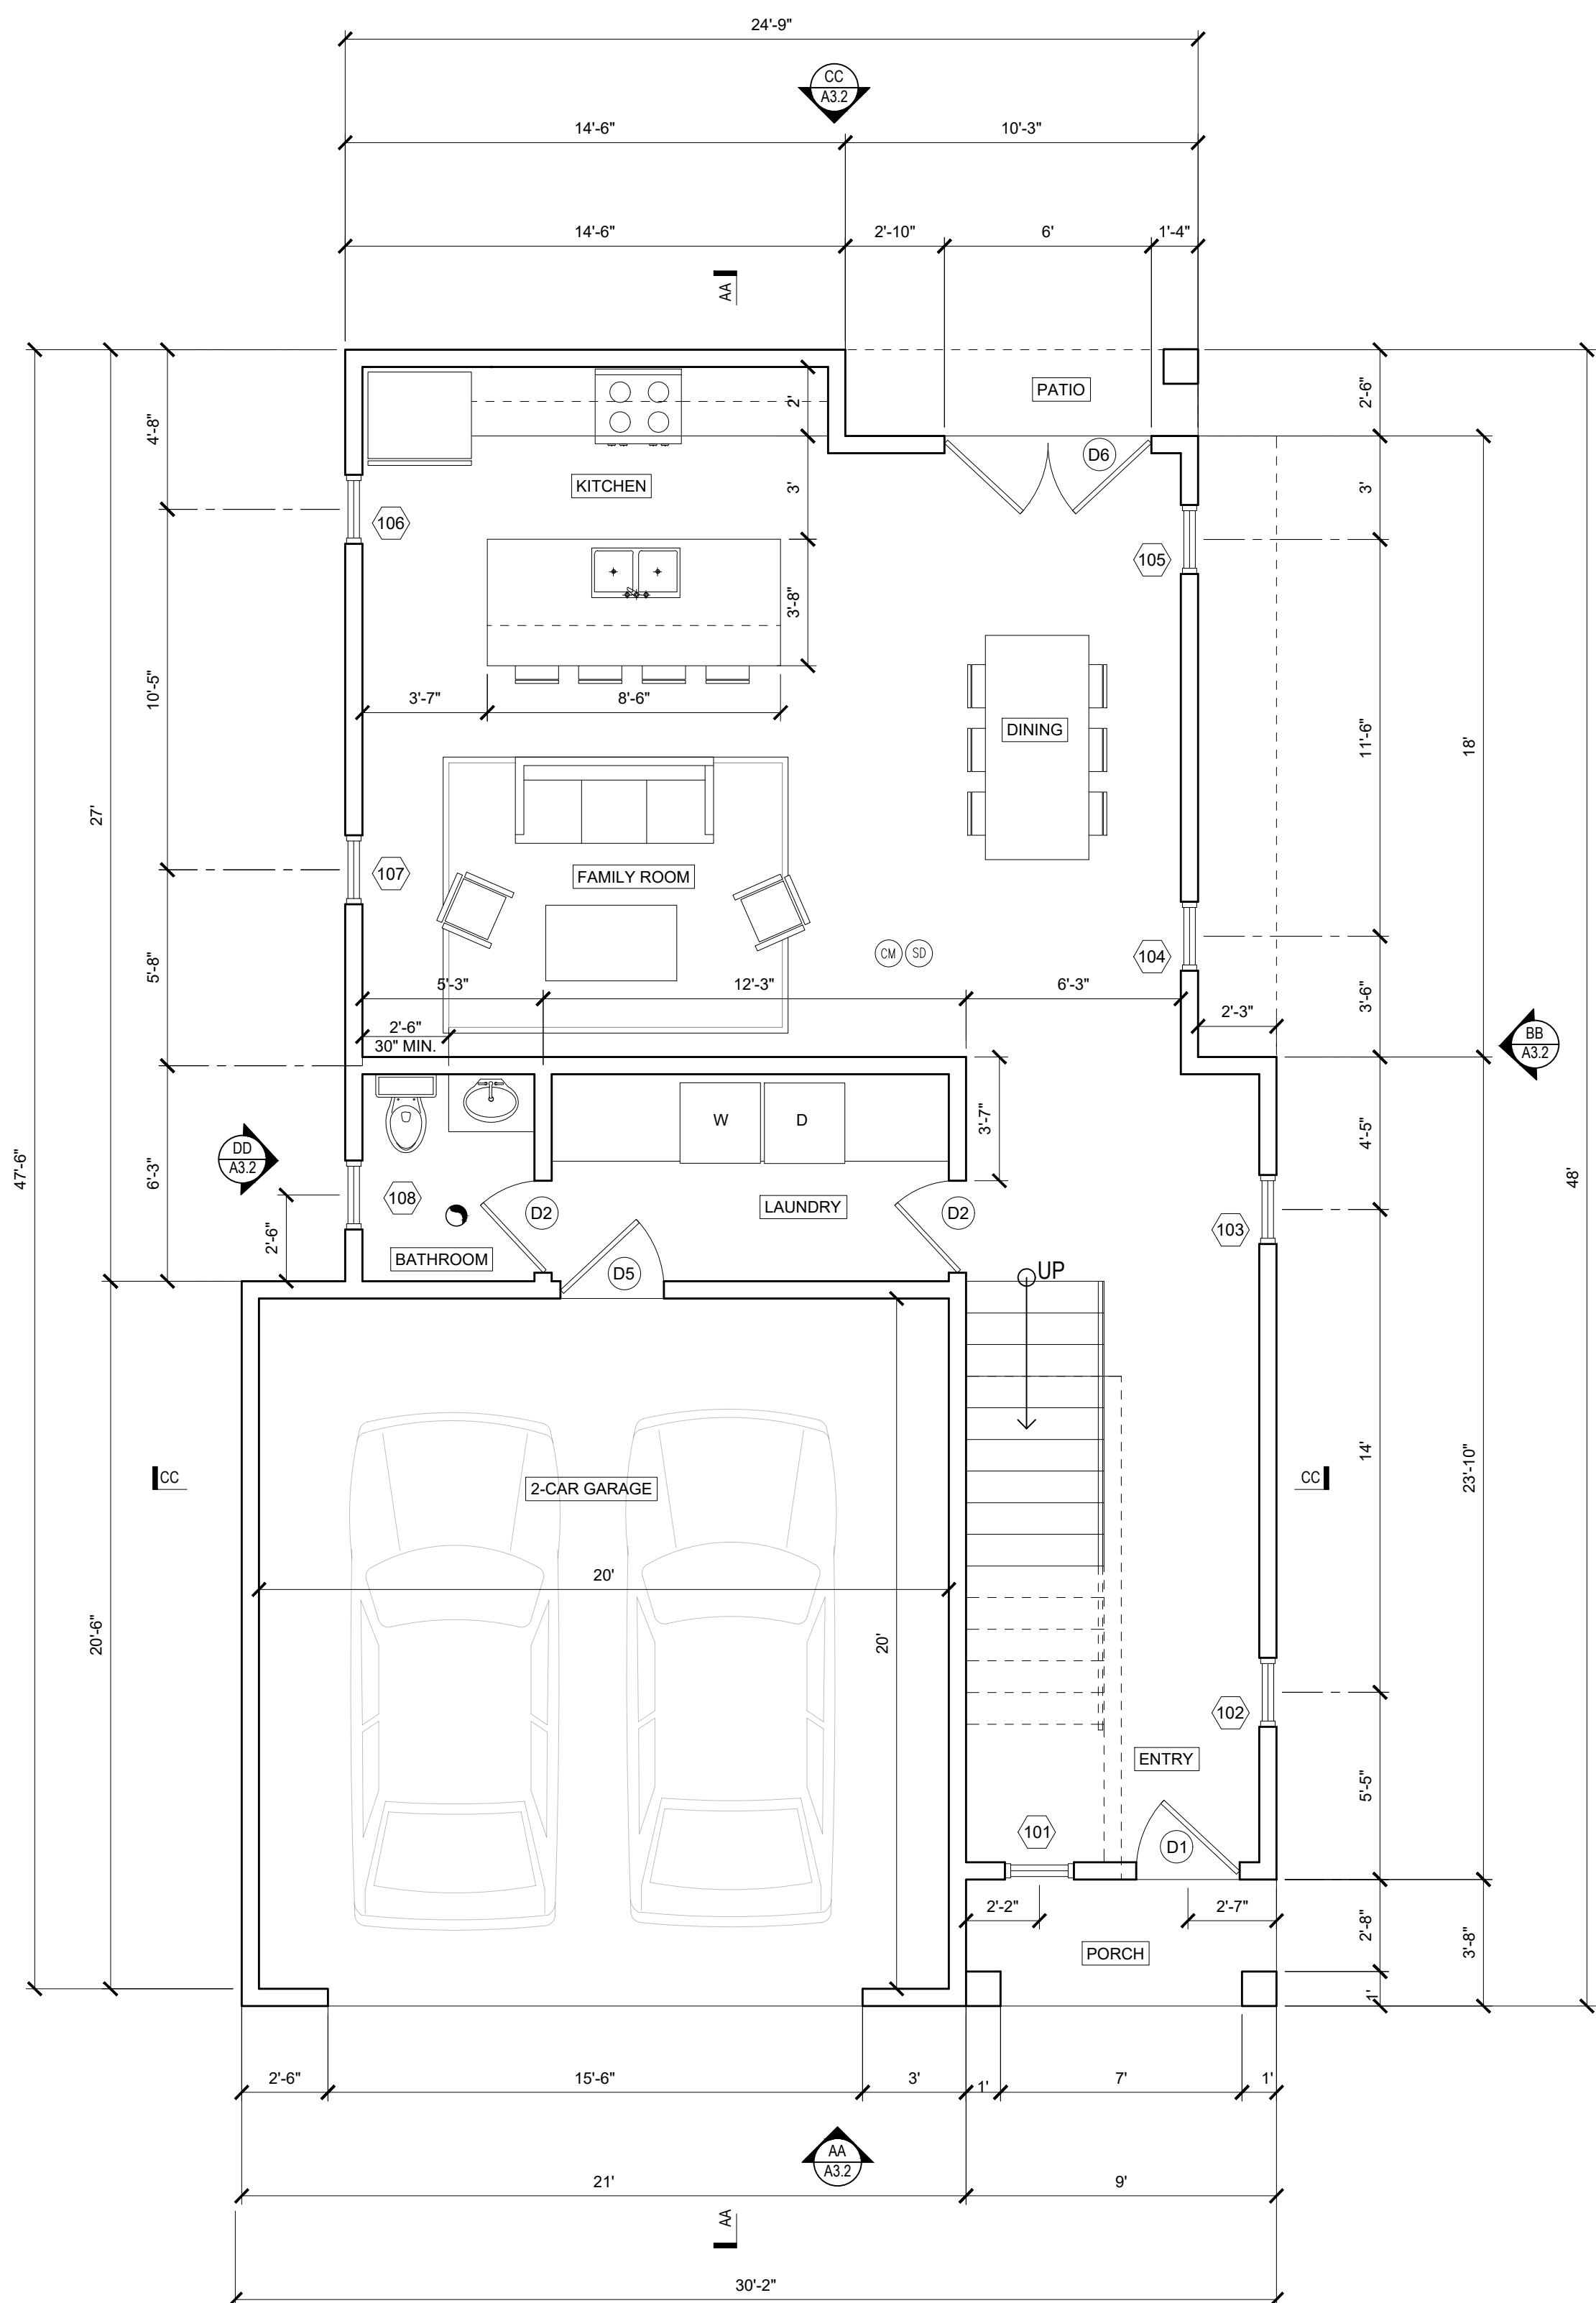 24'-9"
CC
A3.2
14'-6"
10'-3"
14'-6"
2'-10"
6'
1'-4"
AA
PATIO
2'-6"
4'-8"
2'
D6
KITCHEN
3'
3'
106
105
3'-8"
10'-5"
3'-7"
8'-6"
DINING
11'-6"
18'
27'
FAMILY ROOM
107
CM
SD
104
5'-8"
5'-3"
12'-3"
6'-3"
3'-6"
2'-3"
2'-6"
30" MIN.
BB
A3.2
W
D
3'-7"
4'-5"
DD
A3.2
47'-6"
6'-3"
48'
108
D2
LAUNDRY
D2
103
2'-6"
BATHROOM
D5
UP
CC
2-CAR GARAGE
14'
23'-10"
CC
20'
20'-6"
20'
102
ENTRY
5'-5"
101
D1
2'-2"
2'-7"
2'-8"
3'-8"
PORCH
1'
2'-6"
15'-6"
3'
1'
7'
1'
AA
A3.2
21'
9'
AA
30'-2"